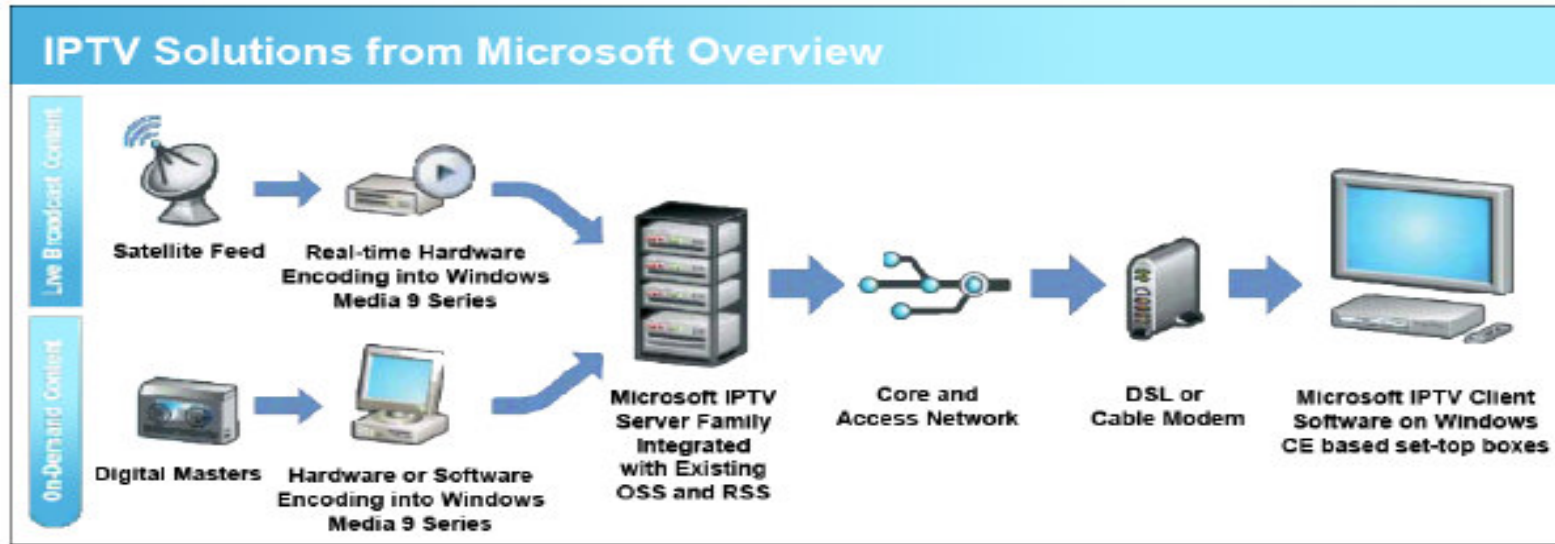 IPTV Solutions from Microsoft Overview
Live Broadcast Content
Satellite Feed
Real-time Hardware
Encoding into Windows
Media 9 Series
On-Demand Content
Digital Masters
Hardware or Software
Encoding into Windows
Media 9 Series
Microsoft IPTV
Server Family
Integrated
with Existing
OSS and RSS
Core and
Access Network
DSL or
Cable Modem
Microsoft IPTV Client
Software on Windows
CE based set-top boxes